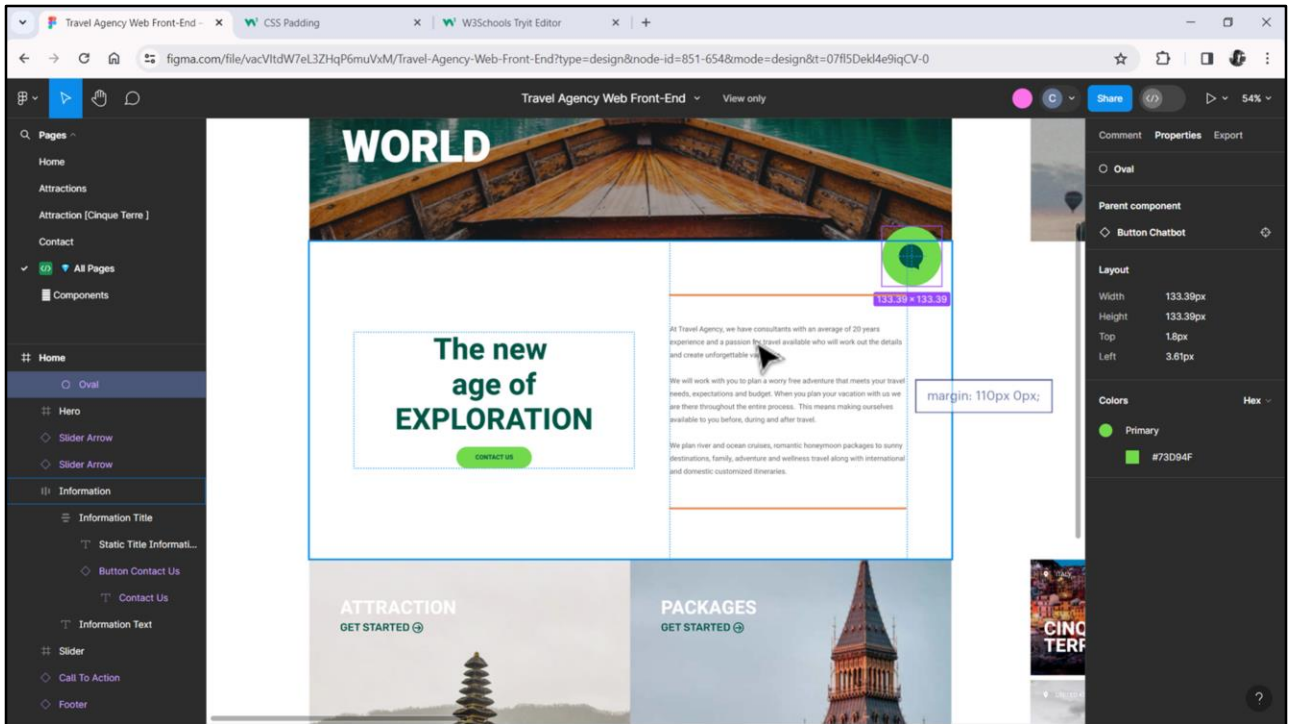 Travel Agency Web Front-End -
CSS Padding
W3Schools Tryit Editor
figma.com/file/vacVItdW7eL3ZHqP6muVxM/Travel-Agency-Web-Front-End?type=design&node-id=851-654&mode=design&t=07fI5Dekl4e9iqCV-0
Travel Agency Web Front-End
View only
C
Share
54%
Pages
Home
Attractions
Attraction [Cinque Terre ]
Contact
All Pages
Components
Home
Oval
Hero
Slider Arrow
Slider Arrow
Information
Information Title
Static Title Informati...
Button Contact Us
Contact Us
Information Text
Slider
Call To Action
Footer
WORLD
133.39 × 133.39
The new
age of
EXPLORATION
CONTACT US
At Travel Agency, we have consultants with an average of 20 years
experience and a passion for travel available who will work out the details
and create unforgettable
We will work with you to plan a worry free adventure that meets your travel
needs, expectations and budget. When you plan your vacation with us we
are there throughout the entire process. This means making ourselves
available to you before, during and after travel.
We plan river and ocean cruises, romantic honeymoon packages to sunny
destinations, family, adventure and wellness travel along with international
and domestic customized itineraries.
margin: 110px 0px;
ATTRACTION
GET STARTED
PACKAGES
GET STARTED
ITALY
CINQ
TERR
Comment Properties Export
Oval
Parent component
Button Chatbot
Layout
Width 133.39px
Height 133.39px
Top 1.8px
Left 3.61px
Colors Hex
Primary
#73D94F
?